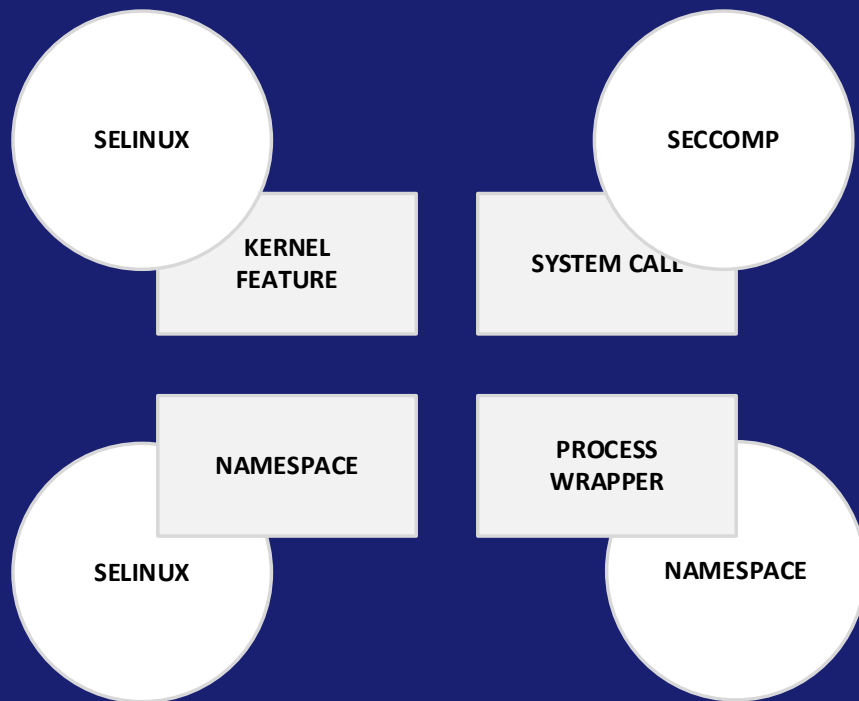 SELINUX
SECCOMP
KERNEL
FEATURE
SYSTEM CALL
NAMESPACE
PROCESS
WRAPPER
SELINUX
NAMESPACE